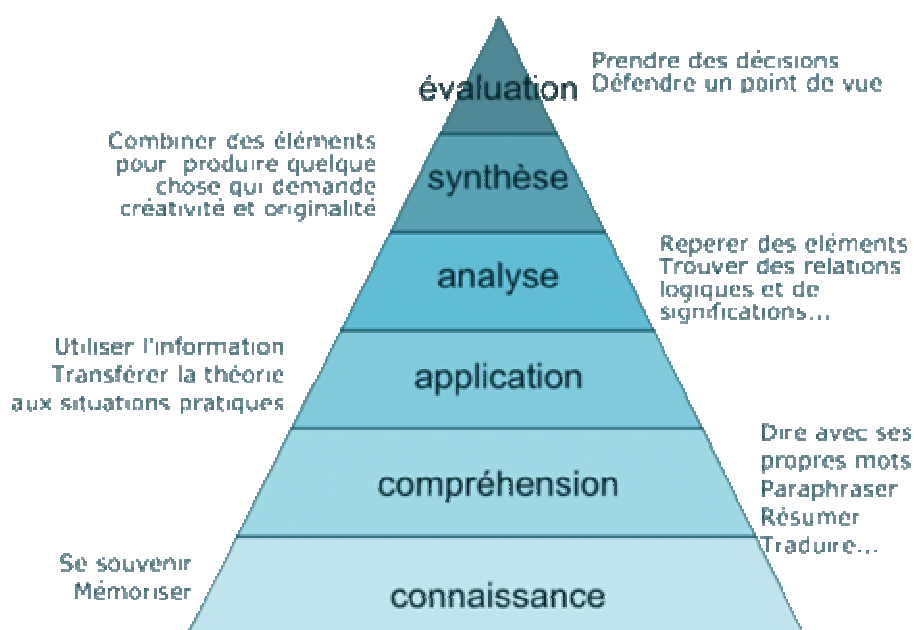 évaluation
Prendre des décisions
Défendre un point de vue
Combiner des éléments
pour produire quelque
chose qui demande
créativité et originalité
synthèse
analyse
Reperer des eléments
Trouver des relations
logiques et de
significations...
Utiliser l'information
Transférer la théorie
aux situations pratiques
application
Dire avec ses
propres mots
Paraphraser
Résumer
Traduire...
compréhension
Se souvenir
Mémoriser
connaissance